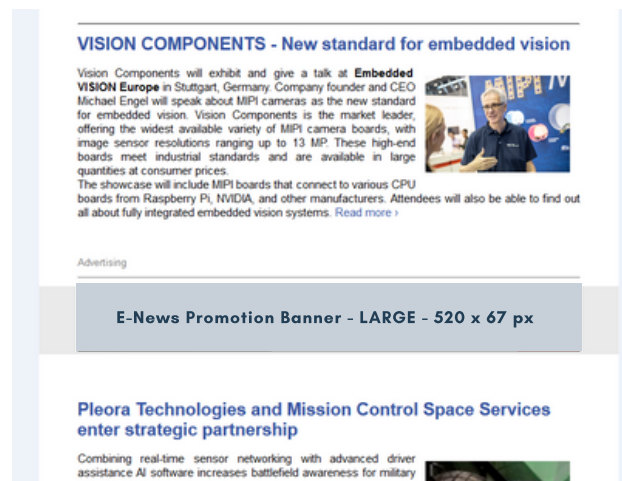 VISION COMPONENTS - New standard for embedded vision
Vision Components will exhibit and give a talk at Embedded
VISION Europe in Stuttgart, Germany. Company founder and CEO
Michael Engel will speak about MIPI cameras as the new standard
for embedded vision. Vision Components is the market leader,
offering the widest available variety of MIPI camera boards, with
image sensor resolutions ranging up to 13 MP. These high-end
boards meet industrial standards and are available in large
quantities at consumer prices.
The showcase will include MIPI boards that connect to various CPU
boards from Raspberry Pi, NVIDIA, and other manufacturers. Attendees will also be able to find out
all about fully integrated embedded vision systems. Read more ›
Advertising
E-News Promotion Banner - LARGE - 520 x 67 px
Pleora Technologies and Mission Control Space Services
enter strategic partnership
Combining real-time sensor networking with advanced driver
assistance AI software increases battlefield awareness for military